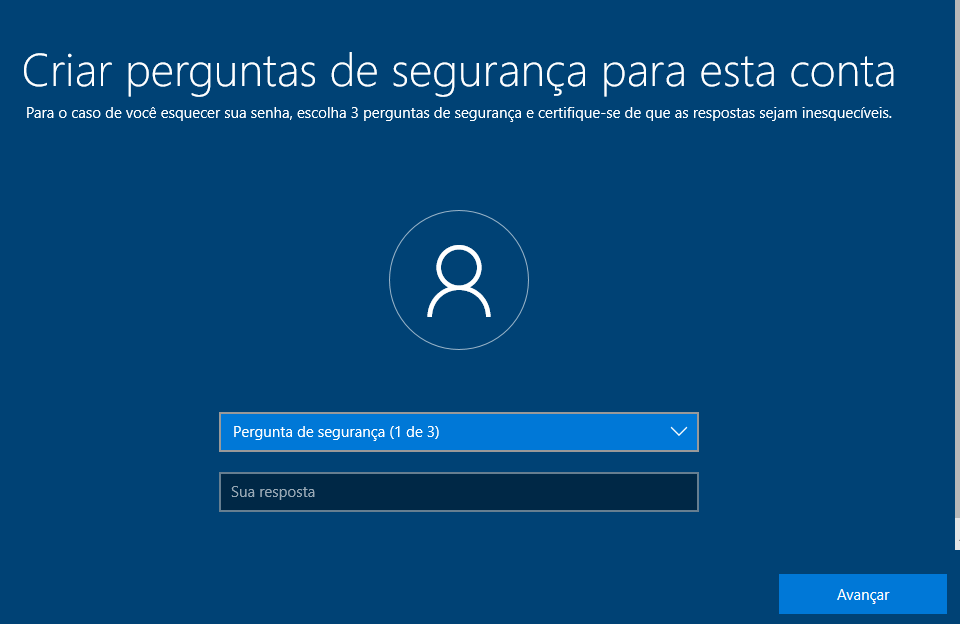 Criar perguntas de segurança para esta conta
Para o caso de você esquecer sua senha, escolha 3 perguntas de segurança e certifique-se de que as respostas sejam inesquecíveis.
Pergunta de segurança (1 de 3)
Sua resposta
Avançar